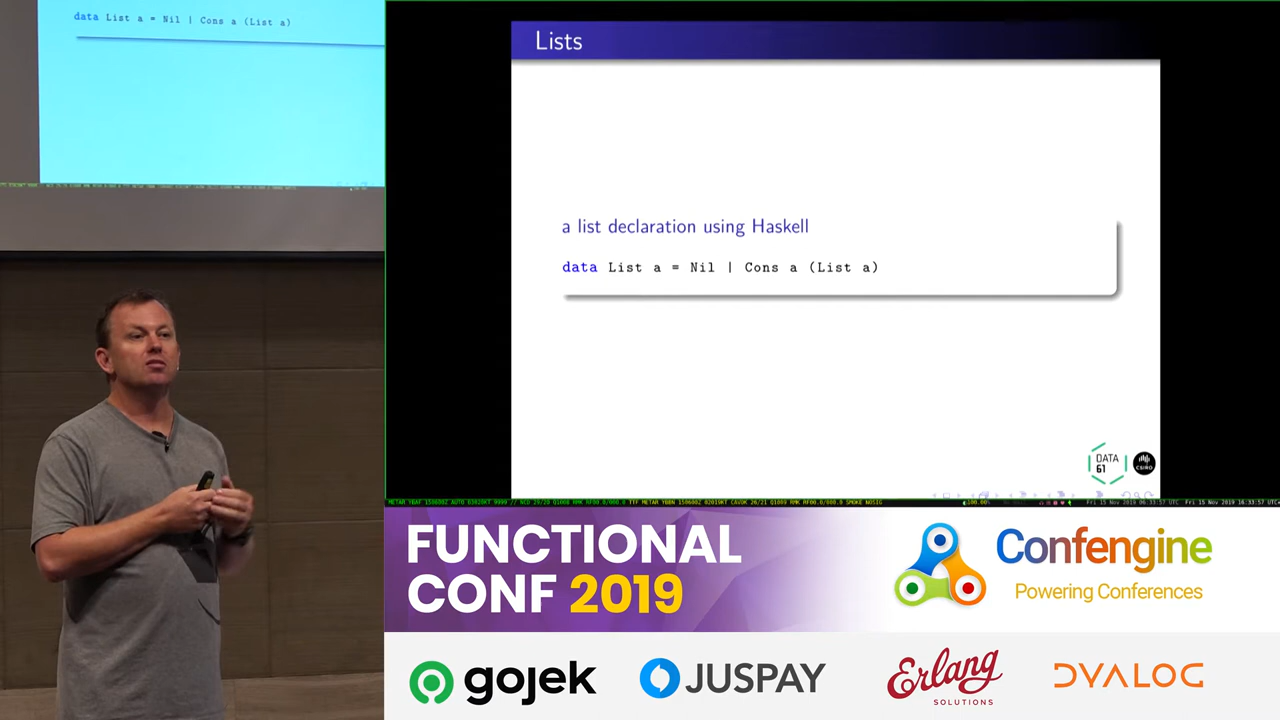 data List a = Nil | Cons a (List a)
Lists
a list declaration using Haskell
data List a = Nil | Cons a (List a)
DATA
61
CSIRO
FUNCTIONAL
CONF 2019
Confengine
Powering Conferences
gojek
JUSPAY
Erlang
SOLUTIONS
DYALOG